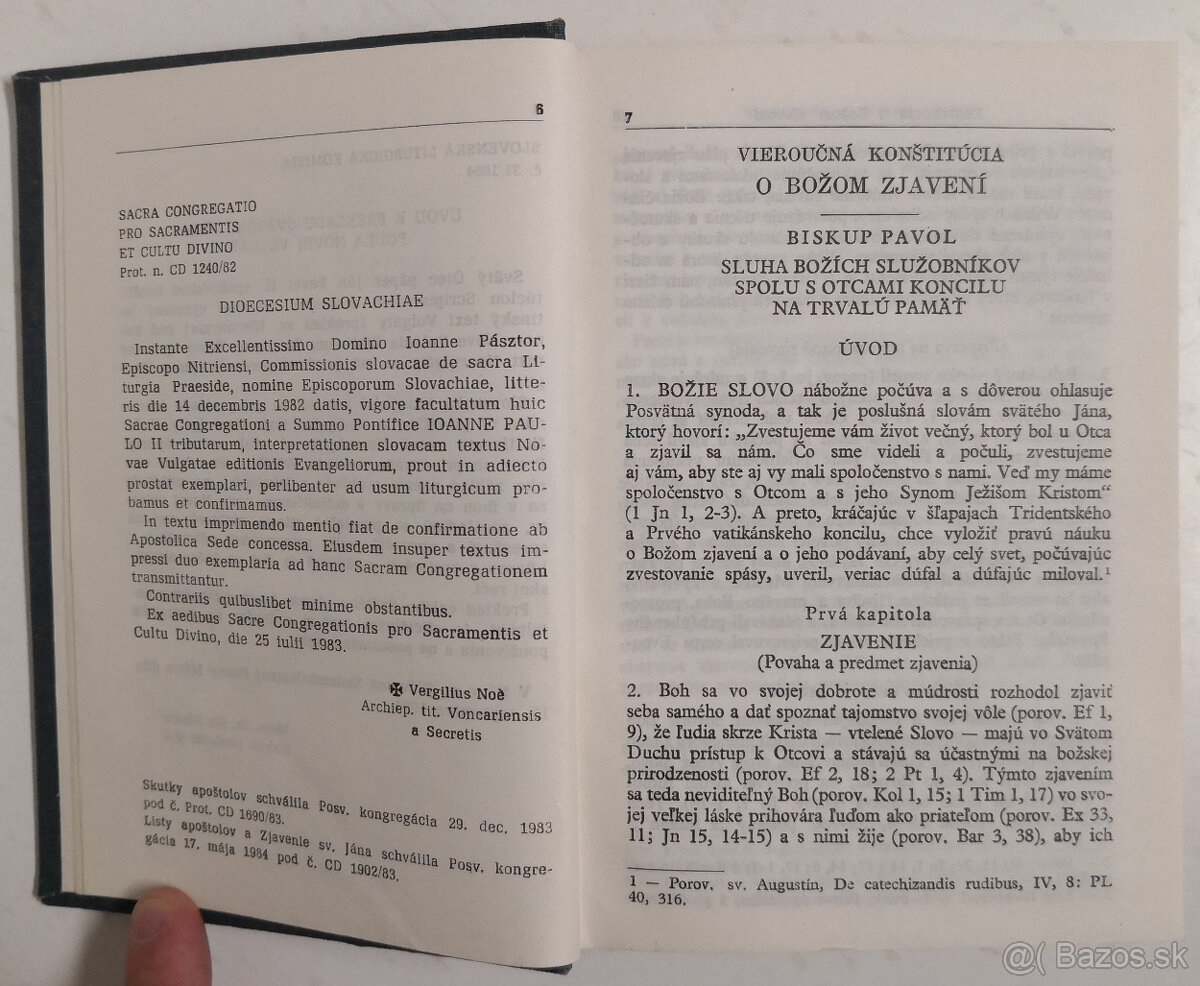 6
SACRA CONGREGATIO
PRO SACRAMENTIS
ET CULTU DIVINO
Prot. n. CD 1240/82
DIOECESIUM SLOVACHIAE
Instante Excellentissimo Domino Ioanne Pásztor,
Episcopo Nitriensi, Commissionis slovacae de sacra Li-
turgia Praeside, nomine Episcoporum Slovachiae, litte-
ris die 14 decembris 1982 datis, vigore facultatum huic
Sacrae Congregationi a Summo Pontifice IOANNE PAU-
LO II tributarum, interpretationen slovacam textus No-
vae Vulgatae editionis Evangeliorum, prout in adiecto
prostat exemplari, perlibenter ad usum liturgicum pro-
bamus et confirmamus.
In textu imprimendo mentio fiat de confirmatione ab
Apostolica Sede concessa. Eiusdem insuper textus im-
pressi duo exemplaria ad hanc Sacram Congregationem
transmittantur.
Contrariis quibuslibet minime obstantibus.
Ex aedibus Sacre Congregationis pro Sacramentis et
Cultu Divino, die 25 iulii 1983.
✠ Vergilius Noè
Archiep. tit. Voncariensis
a Secretis
Skutky apoštolov schválila Posv. kongregácia 29. dec. 1983
pod č. Prot. CD 1690/83.
Listy apoštolov a Zjavenie sv. Jána schválila Posv. kongre-
gácia 17. mája 1984 pod č. CD 1902/83.
7
VIEROUČNÁ KONŠTITÚCIA
O BOŽOM ZJAVENÍ
BISKUP PAVOL
SLUHA BOŽÍCH SLUŽOBNÍKOV
SPOLU S OTCAMI KONCILU
NA TRVALÚ PAMÄŤ
ÚVOD
1. BOŽIE SLOVO nábožne počúva a s dôverou ohlasuje
Posvätná synoda, a tak je poslušná slovám svätého Jána,
ktorý hovorí: „Zvestujeme vám život večný, ktorý bol u Otca
a zjavil sa nám. Čo sme videli a počuli, zvestujeme
aj vám, aby ste aj vy mali spoločenstvo s nami. Veď my máme
spoločenstvo s Otcom a s jeho Synom Ježišom Kristom“
(1 Jn 1, 2-3). A preto, kráčajúc v šľapajach Tridentského
a Prvého vatikánskeho koncilu, chce vyložiť pravú náuku
o Božom zjavení a o jeho podávaní, aby celý svet, počúvajúc
zvestovanie spásy, uveril, veriac dúfal a dúfajúc miloval.¹
Prvá kapitola
ZJAVENIE
(Povaha a predmet zjavenia)
2. Boh sa vo svojej dobrote a múdrosti rozhodol zjaviť
seba samého a dať spoznať tajomstvo svojej vôle (porov. Ef 1,
9), že ľudia skrze Krista — vtelené Slovo — majú vo Svätom
Duchu prístup k Otcovi a stávajú sa účastnými na božskej
prirodzenosti (porov. Ef 2, 18; 2 Pt 1, 4). Týmto zjavením
sa teda neviditeľný Boh (porov. Kol 1, 15; 1 Tim 1, 17) vo svo-
jej veľkej láske prihovára ľuďom ako priateľom (porov. Ex 33,
11; Jn 15, 14-15) a s nimi žije (porov. Bar 3, 38), aby ich
1 — Porov. sv. Augustín, De catechizandis rudibus, IV, 8: PL
40, 316.
@( Bazos.sk